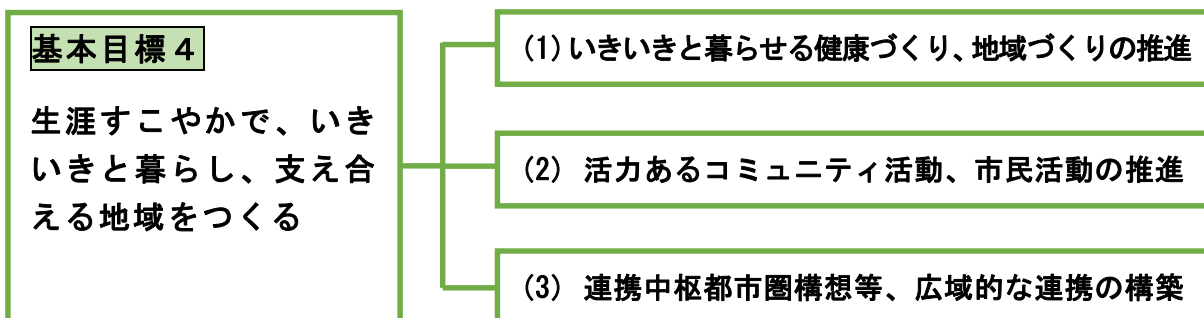 基本目標４
生涯すこやかで、いき
いきと暮らし、支え合
える地域をつくる
(1)いきいきと暮らせる健康づくり、地域づくりの推進
(2) 活力あるコミュニティ活動、市民活動の推進
(3) 連携中枢都市圏構想等、広域的な連携の構築